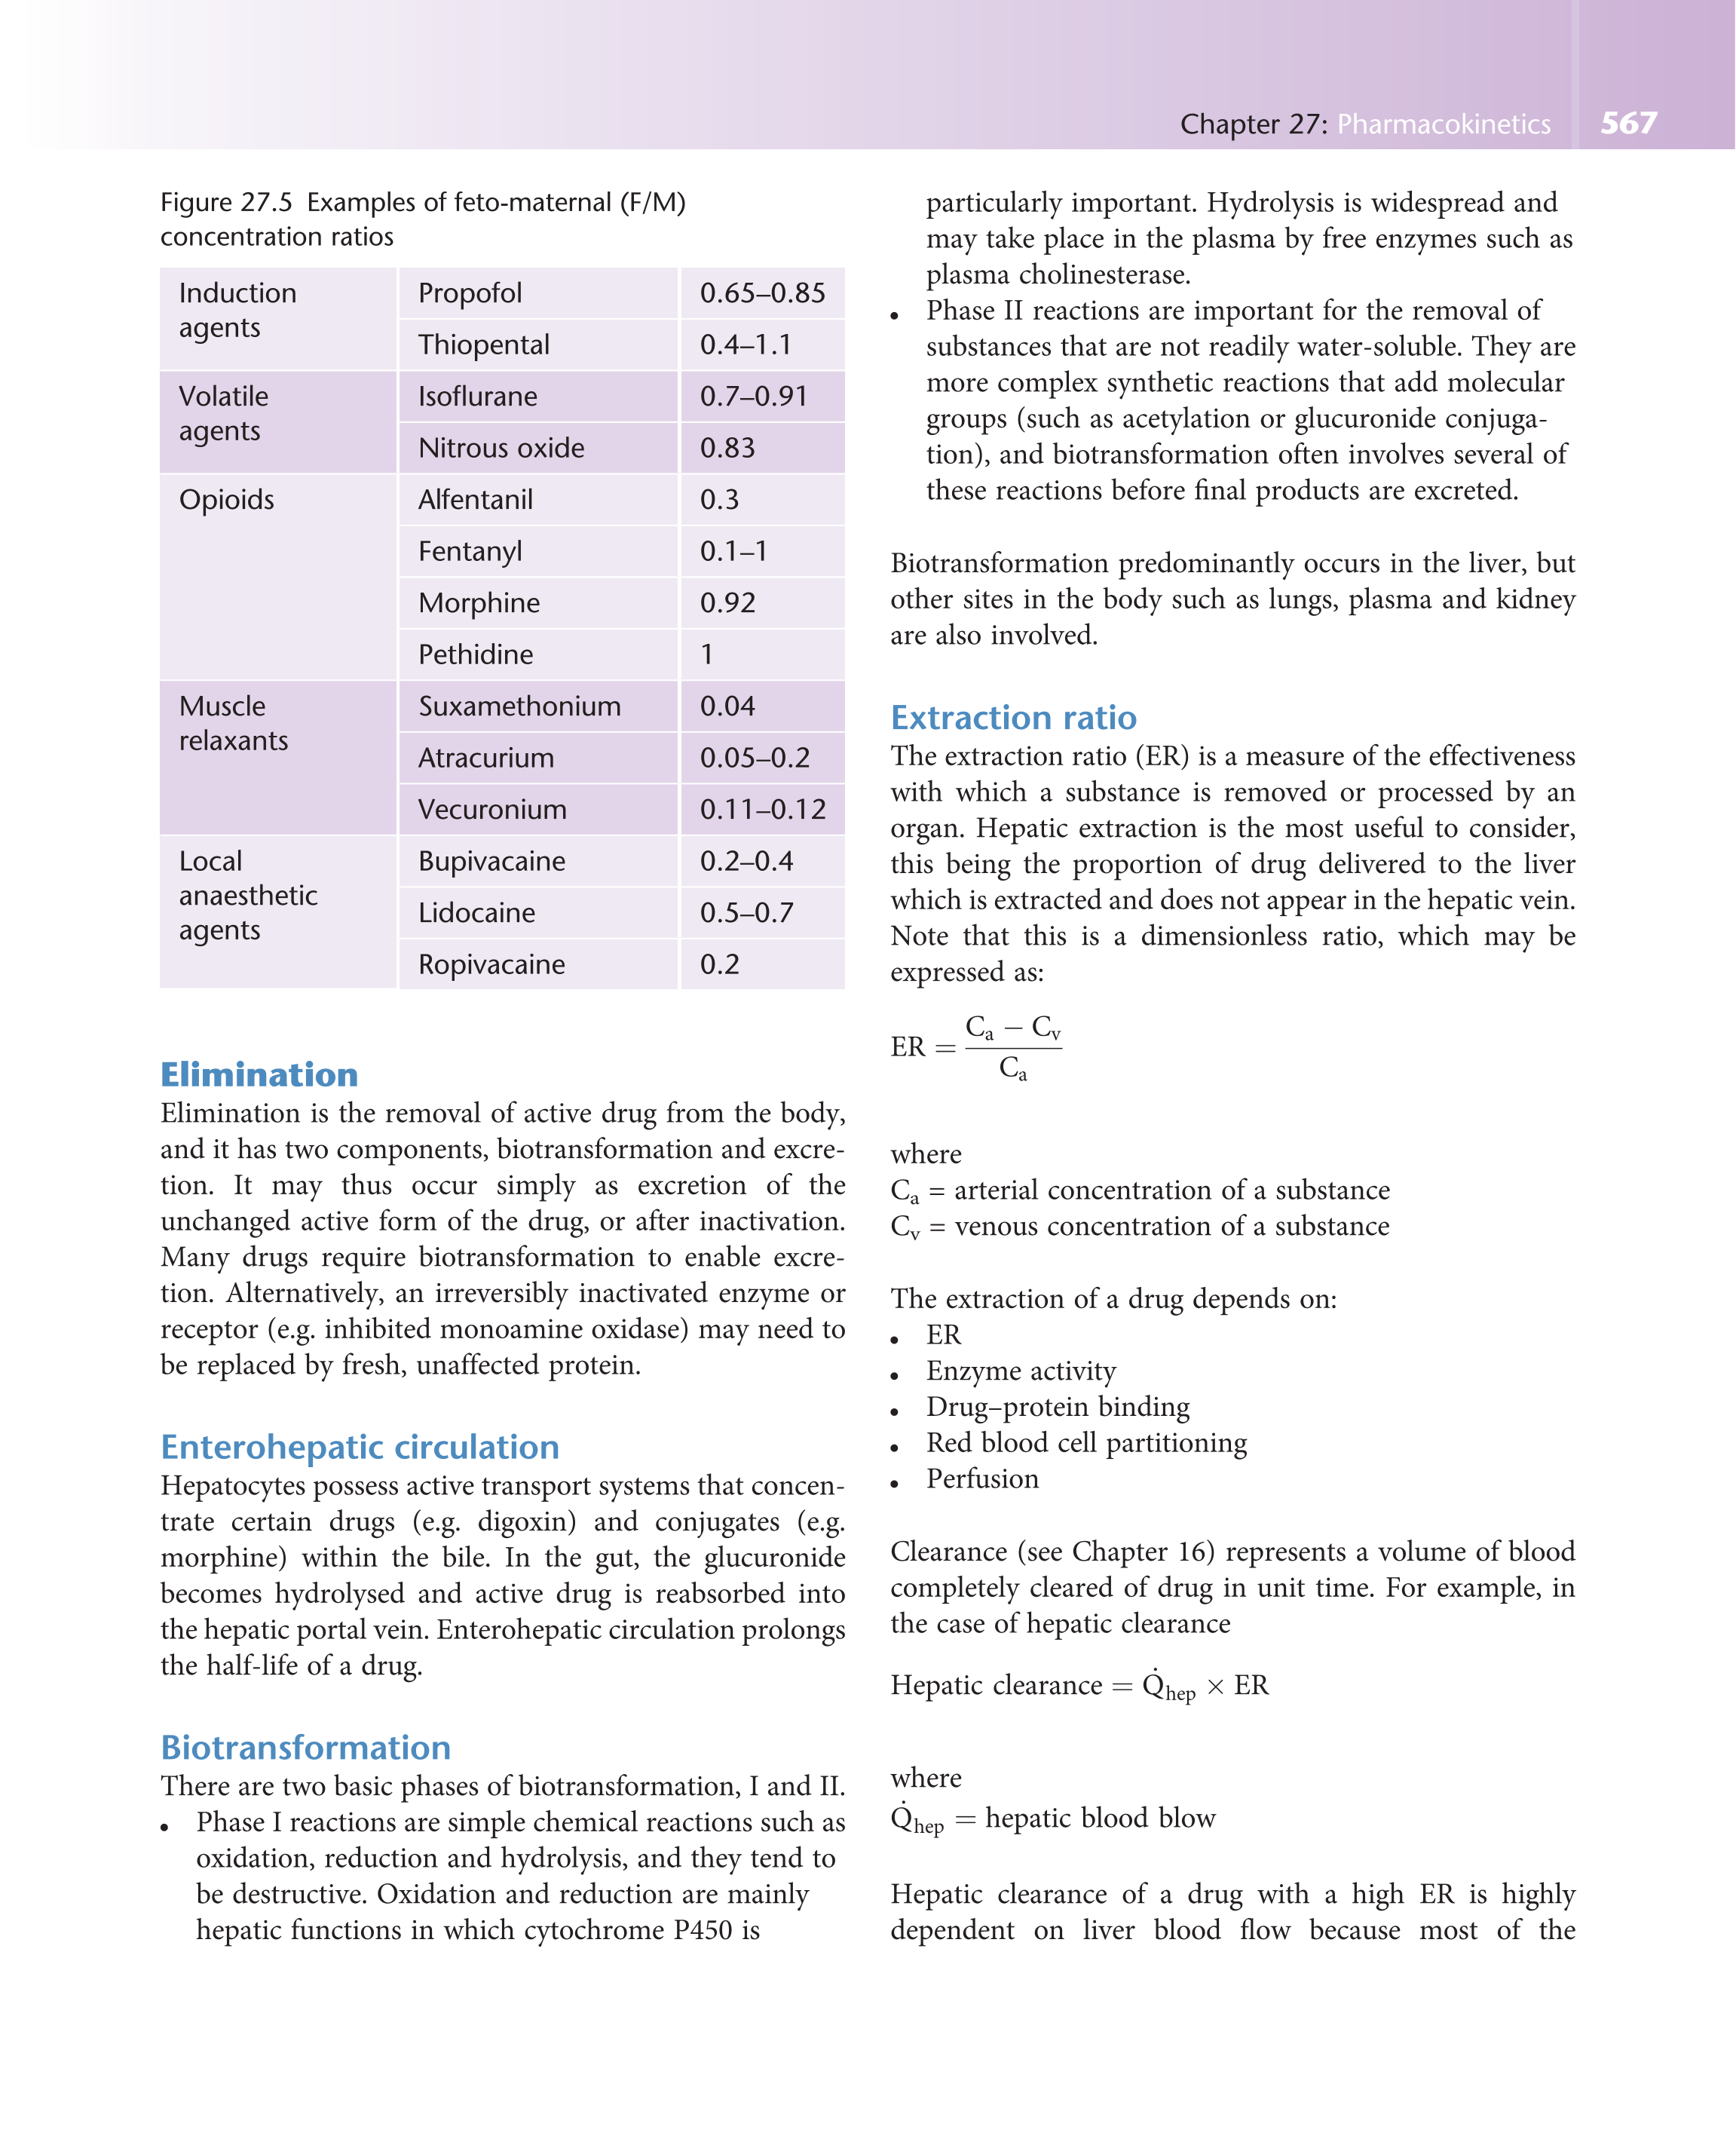 Chapter 27: Pharmacokinetics 567
Figure 27.5 Examples of feto-maternal (F/M)
concentration ratios
Induction
agents
Propofol 0.65–0.85
Thiopental 0.4–1.1
Volatile
agents
Isoflurane 0.7–0.91
Nitrous oxide 0.83
Opioids Alfentanil 0.3
Fentanyl 0.1–1
Morphine 0.92
Pethidine 1
Muscle
relaxants
Suxamethonium 0.04
Atracurium 0.05–0.2
Vecuronium 0.11–0.12
Local
anaesthetic
agents
Bupivacaine 0.2–0.4
Lidocaine 0.5–0.7
Ropivacaine 0.2
Elimination
Elimination is the removal of active drug from the body,
and it has two components, biotransformation and excre-
tion. It may thus occur simply as excretion of the
unchanged active form of the drug, or after inactivation.
Many drugs require biotransformation to enable excre-
tion. Alternatively, an irreversibly inactivated enzyme or
receptor (e.g. inhibited monoamine oxidase) may need to
be replaced by fresh, unaffected protein.
Enterohepatic circulation
Hepatocytes possess active transport systems that concen-
trate certain drugs (e.g. digoxin) and conjugates (e.g.
morphine) within the bile. In the gut, the glucuronide
becomes hydrolysed and active drug is reabsorbed into
the hepatic portal vein. Enterohepatic circulation prolongs
the half-life of a drug.
Biotransformation
There are two basic phases of biotransformation, I and II.
• Phase I reactions are simple chemical reactions such as
oxidation, reduction and hydrolysis, and they tend to
be destructive. Oxidation and reduction are mainly
hepatic functions in which cytochrome P450 is
particularly important. Hydrolysis is widespread and
may take place in the plasma by free enzymes such as
plasma cholinesterase.
• Phase II reactions are important for the removal of
substances that are not readily water-soluble. They are
more complex synthetic reactions that add molecular
groups (such as acetylation or glucuronide conjuga-
tion), and biotransformation often involves several of
these reactions before final products are excreted.
Biotransformation predominantly occurs in the liver, but
other sites in the body such as lungs, plasma and kidney
are also involved.
Extraction ratio
The extraction ratio (ER) is a measure of the effectiveness
with which a substance is removed or processed by an
organ. Hepatic extraction is the most useful to consider,
this being the proportion of drug delivered to the liver
which is extracted and does not appear in the hepatic vein.
Note that this is a dimensionless ratio, which may be
expressed as:
ER = (Cₐ − Cᵥ) / Cₐ
where
Cₐ = arterial concentration of a substance
Cᵥ = venous concentration of a substance
The extraction of a drug depends on:
• ER
• Enzyme activity
• Drug–protein binding
• Red blood cell partitioning
• Perfusion
Clearance (see Chapter 16) represents a volume of blood
completely cleared of drug in unit time. For example, in
the case of hepatic clearance
Hepatic clearance = Q̇hep × ER
where
Q̇hep = hepatic blood blow
Hepatic clearance of a drug with a high ER is highly
dependent on liver blood flow because most of the